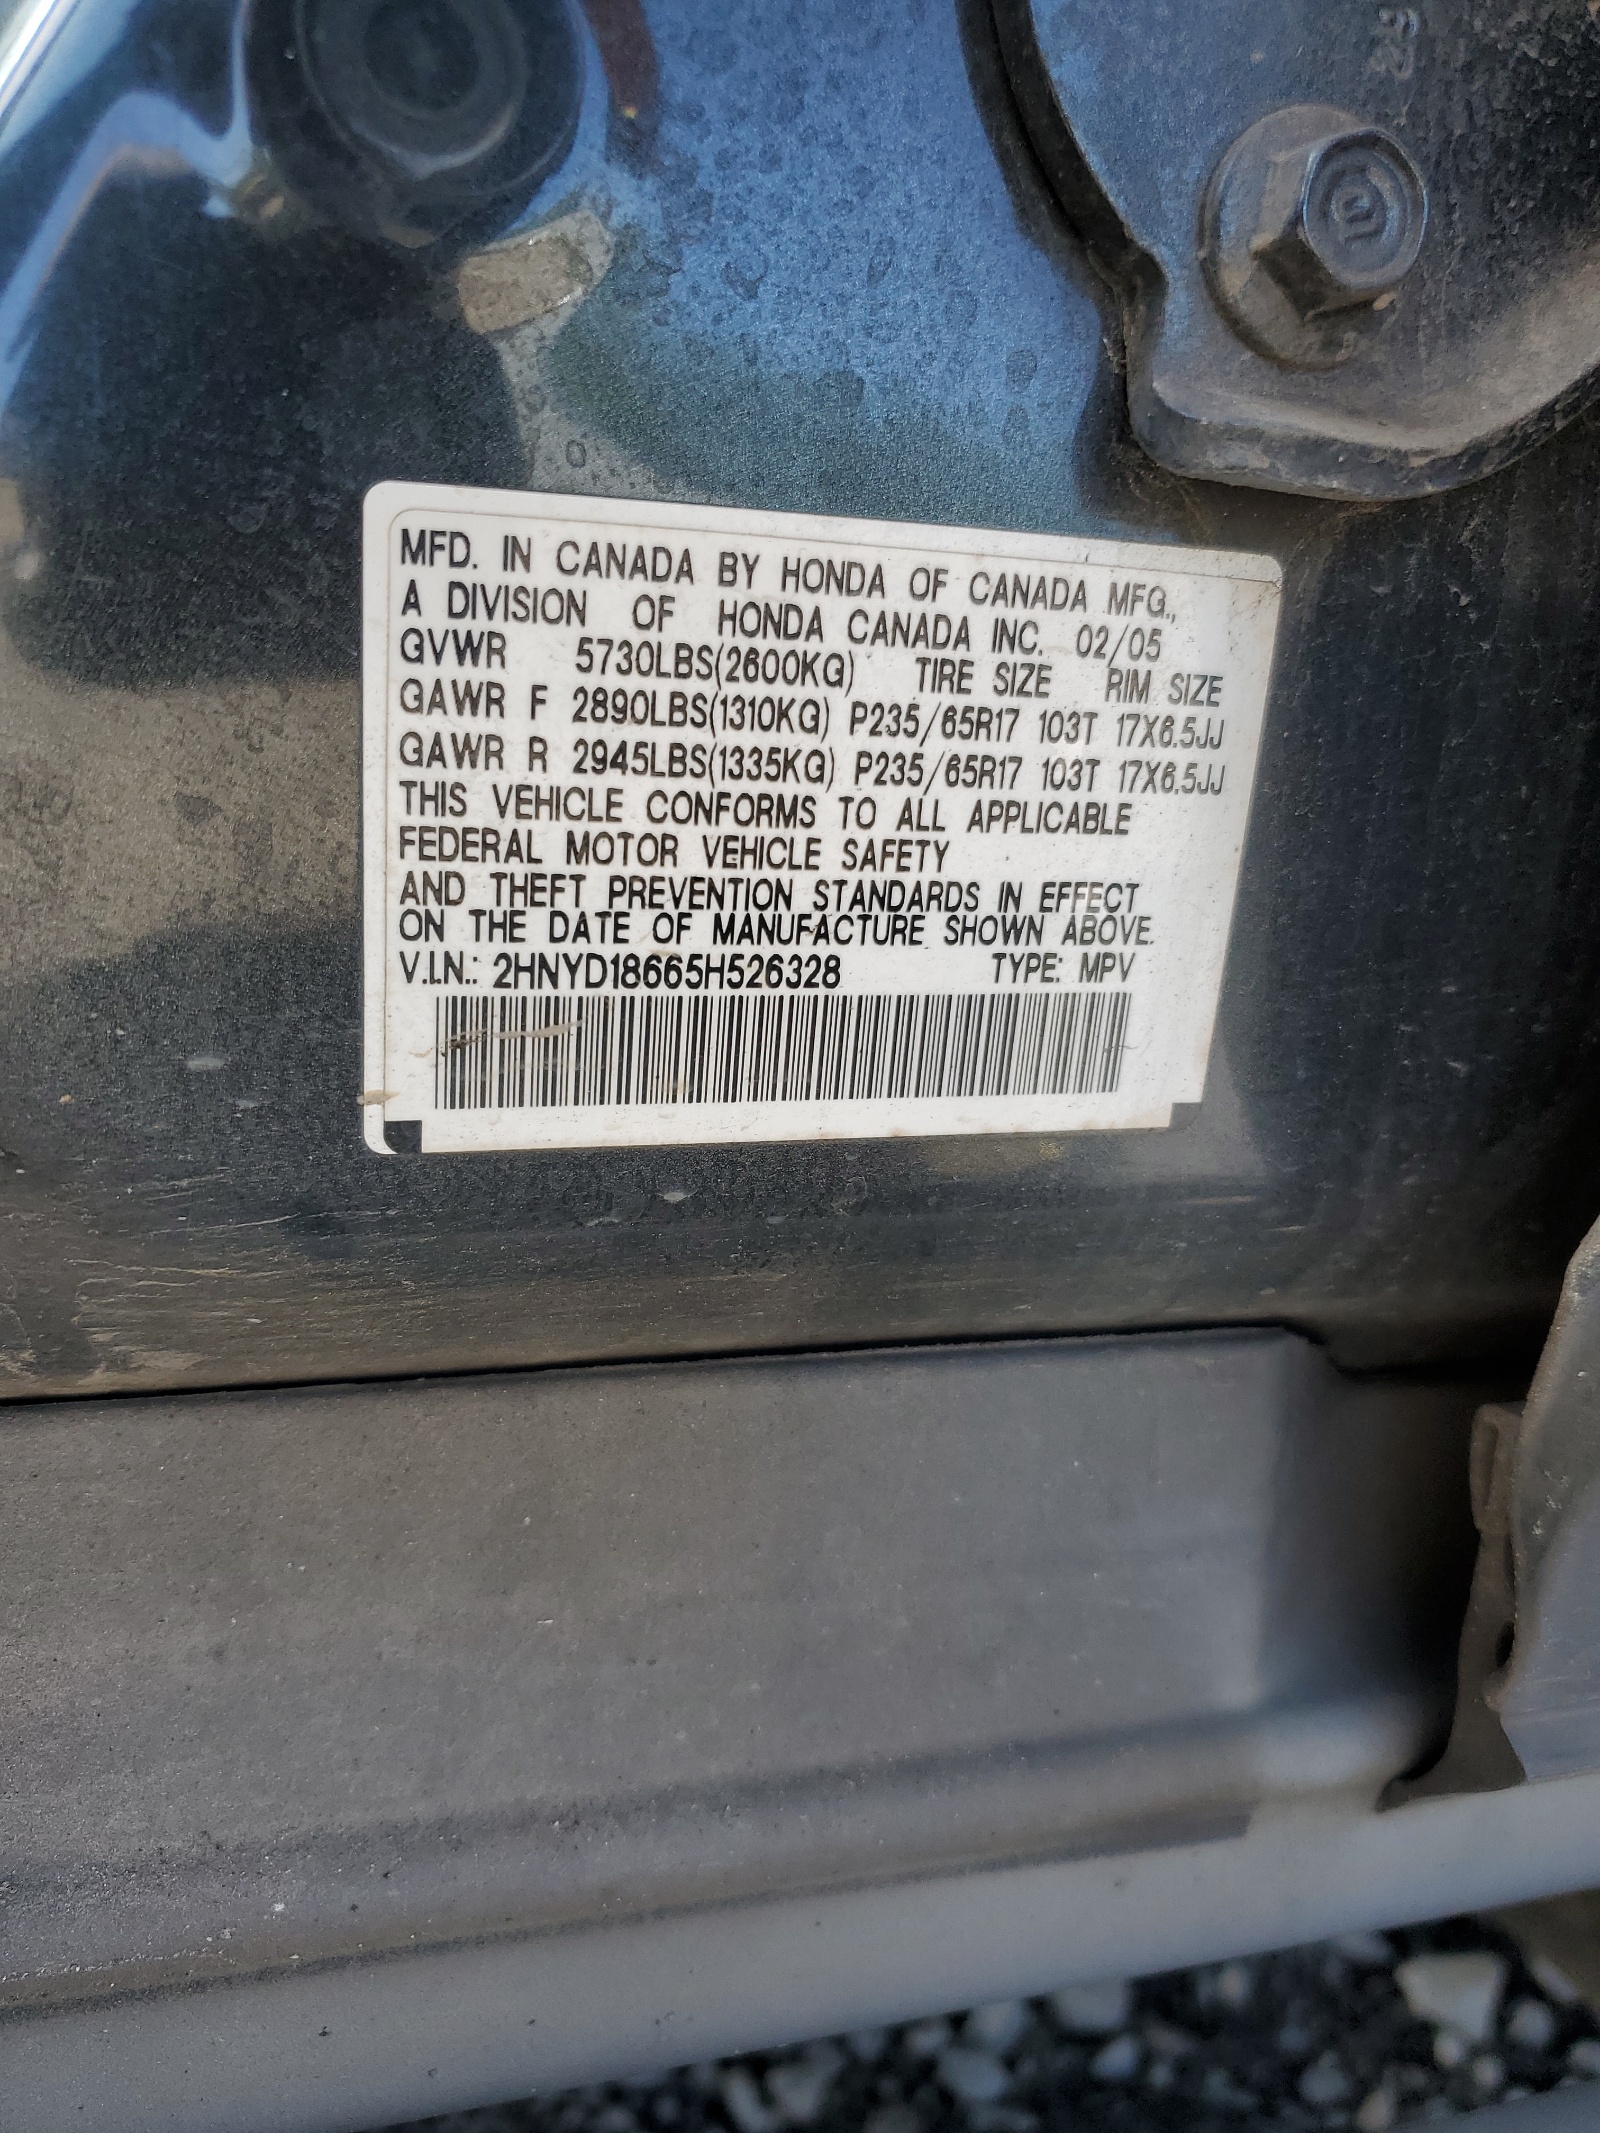 MFD. IN CANADA BY HONDA OF CANADA MFG.,
A DIVISION OF HONDA CANADA INC. 02/05
GVWR 5730LBS(2600KG) TIRE SIZE RIM SIZE
GAWR F 2890LBS(1310KG) P235/65R17 103T 17X6.5JJ
GAWR R 2945LBS(1335KG) P235/65R17 103T 17X6.5JJ
THIS VEHICLE CONFORMS TO ALL APPLICABLE
FEDERAL MOTOR VEHICLE SAFETY
AND THEFT PREVENTION STANDARDS IN EFFECT
ON THE DATE OF MANUFACTURE SHOWN ABOVE.
V.I.N.: 2HNYD18665H526328 TYPE: MPV